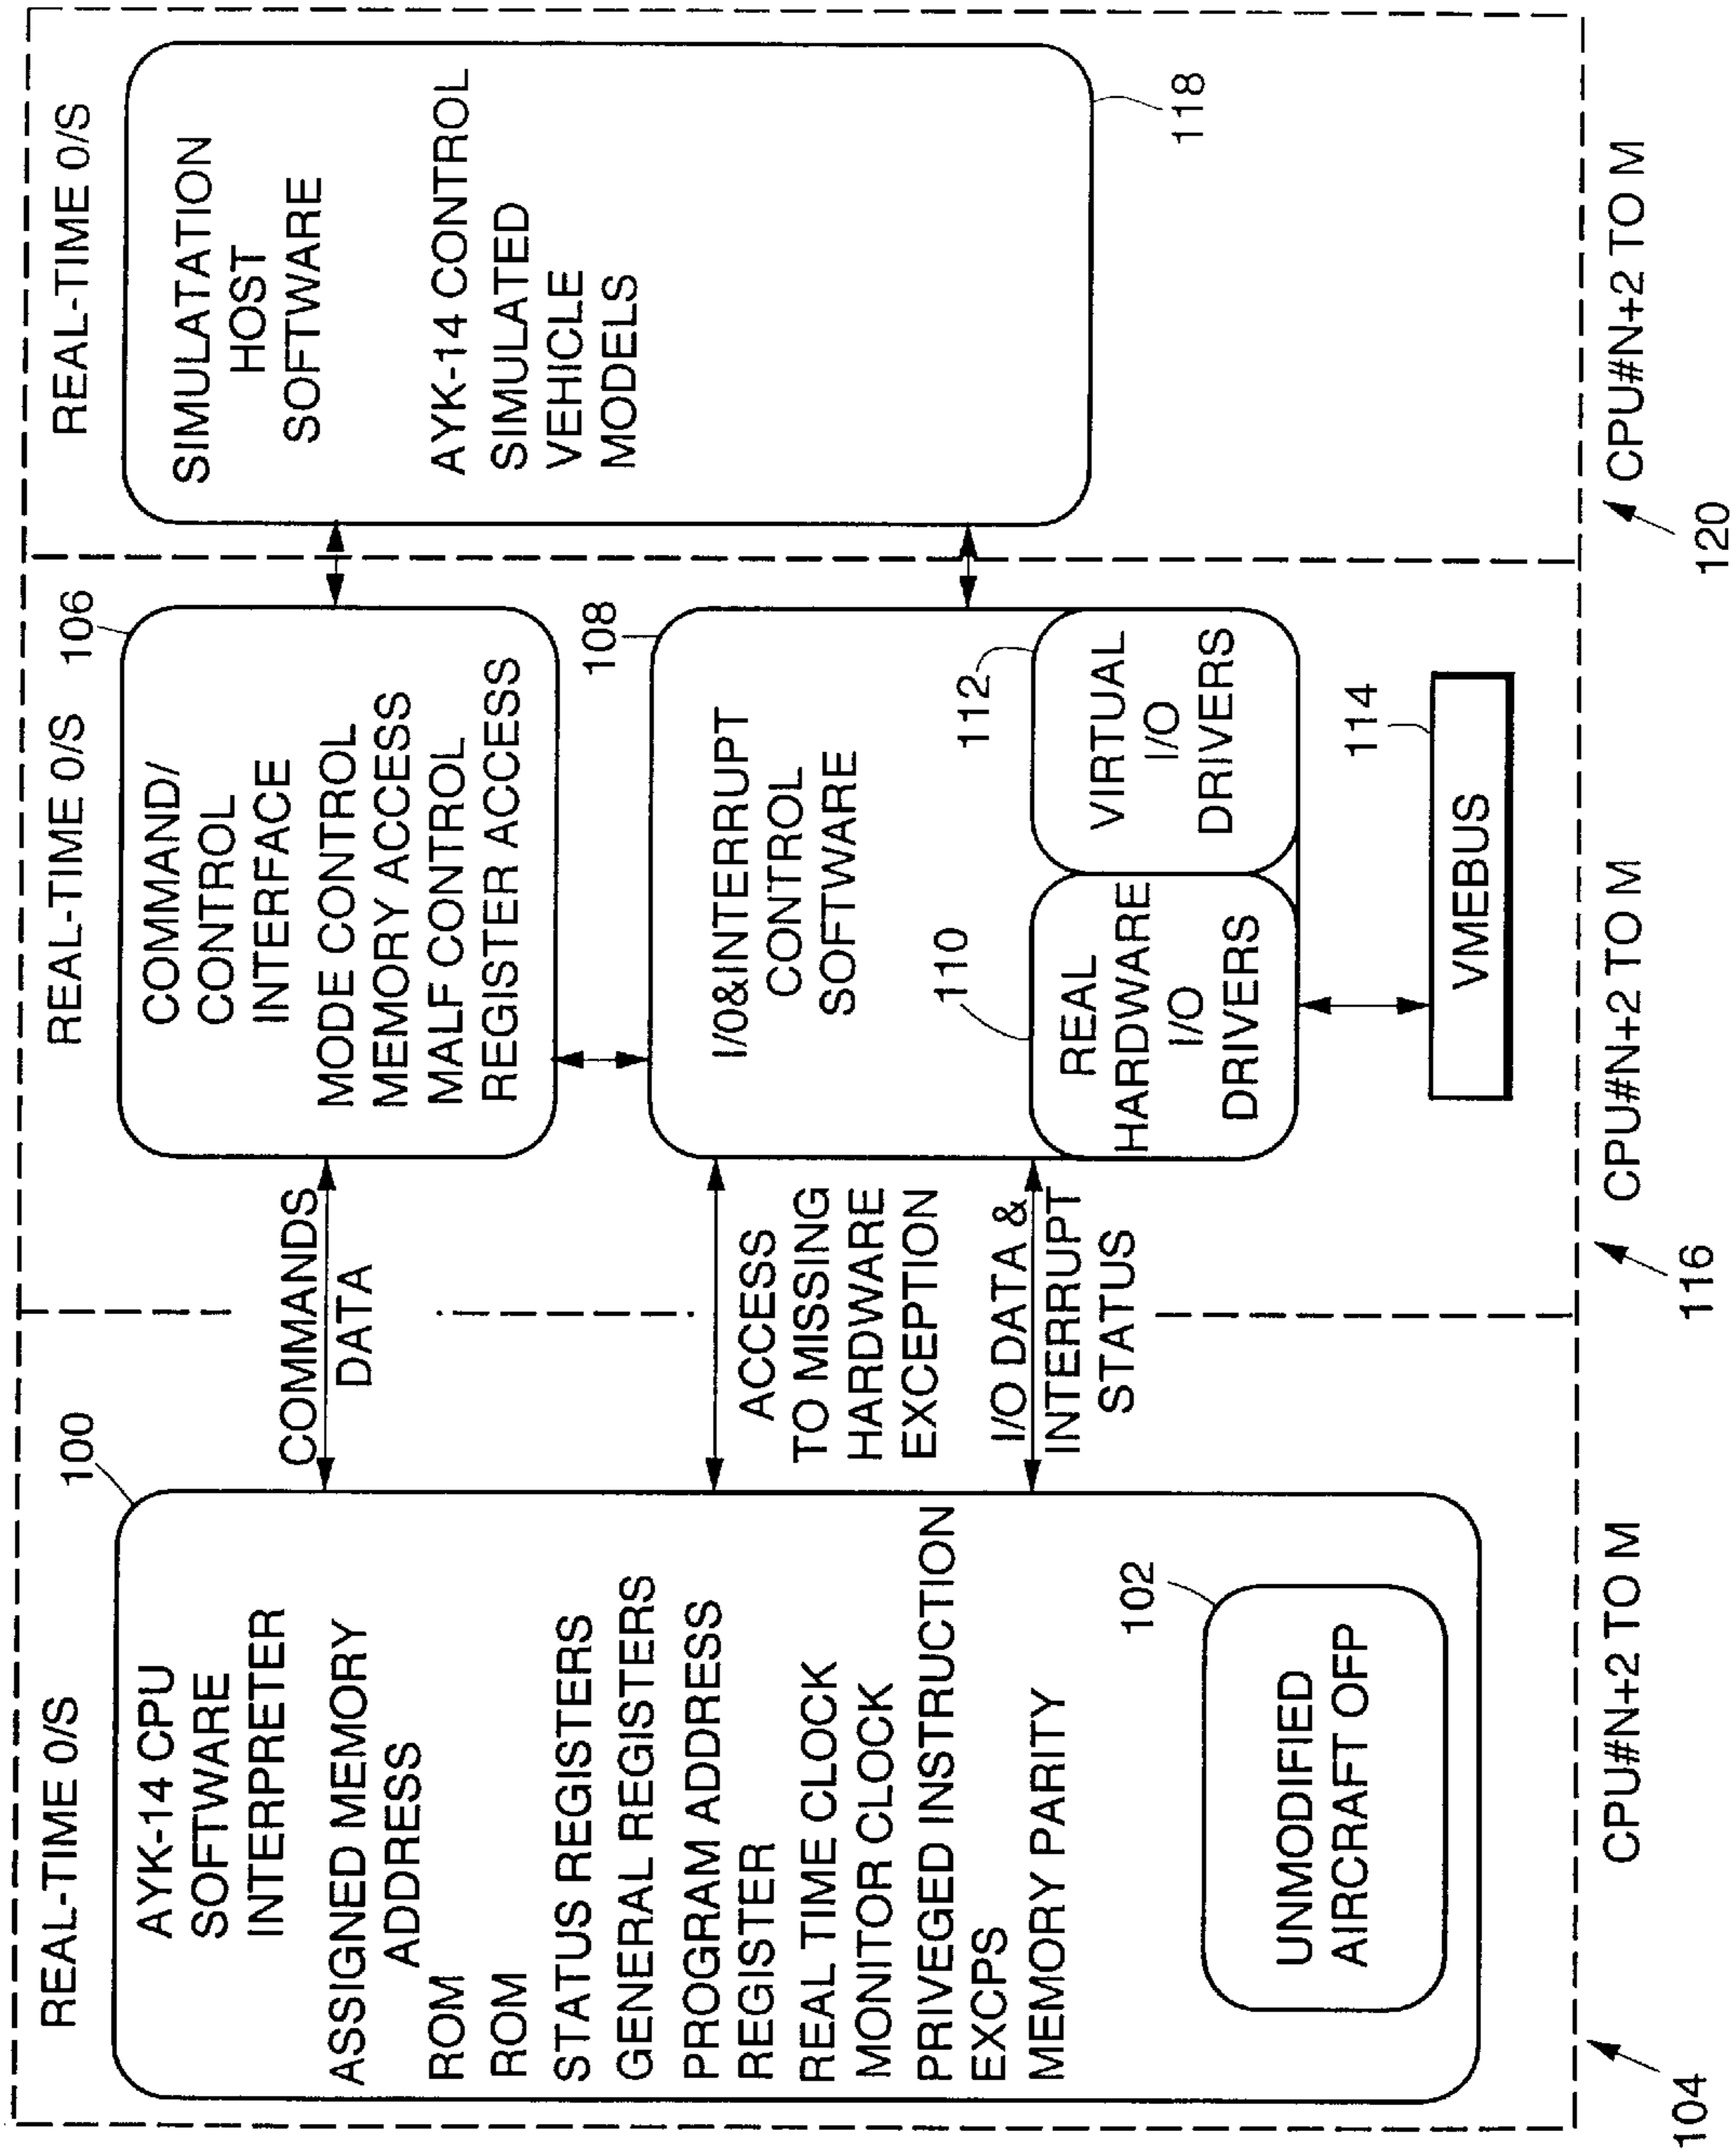 REAL-TIME 0/S
100
AYK-14 CPU
SOFTWARE
INTERPRETER
ASSIGNED MEMORY
ADDRESS
ROM
ROM
STATUS REGISTERS
GENERAL REGISTERS
PROGRAM ADDRESS
REGISTER
REAL TIME CLOCK
MONITOR CLOCK
PRIVEGED INSTRUCTION
EXCPS
MEMORY PARITY
102
UNMODIFIED
AIRCRAFT OFP
CPU#N+2 TO M
104
COMMANDS
DATA
ACCESS
TO MISSING
HARDWARE
EXCEPTION
I/O DATA &
INTERRUPT
STATUS
REAL-TIME 0/S
106
COMMAND/
CONTROL
INTERFACE
MODE CONTROL
MEMORY ACCESS
MALF CONTROL
REGISTER ACCESS
108
I/0&INTERRUPT
CONTROL
SOFTWARE
110
REAL
HARDWARE
I/O
DRIVERS
112
VIRTUAL
I/O
DRIVERS
114
VMEBUS
CPU#N+2 TO M
116
REAL-TIME 0/S
SIMULATATION
HOST
SOFTWARE
AYK-14 CONTROL
SIMULATED
VEHICLE
MODELS
118
CPU#N+2 TO M
120